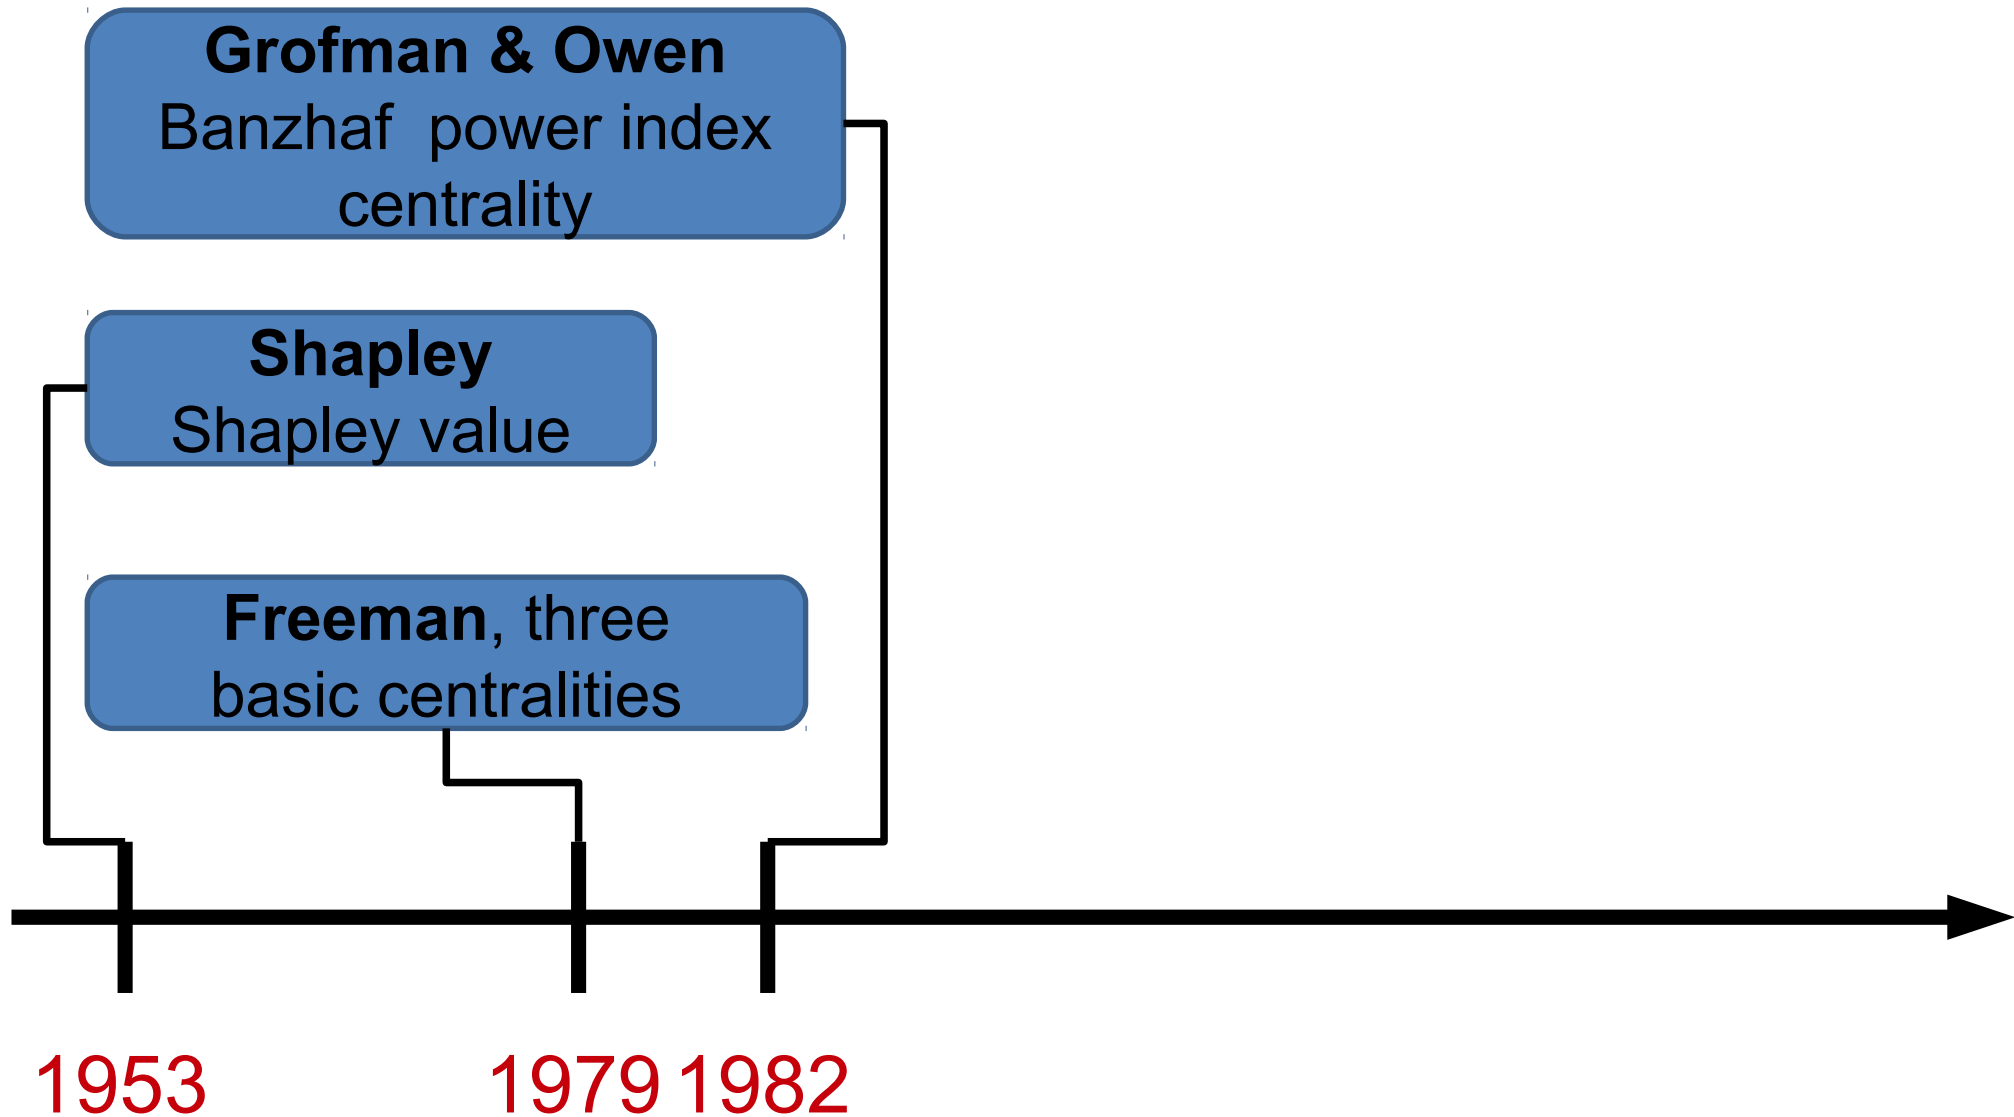 Grofman & Owen
Banzhaf  power index
centrality
Shapley
Shapley value
Freeman, three
basic centralities
1953 1979 1982